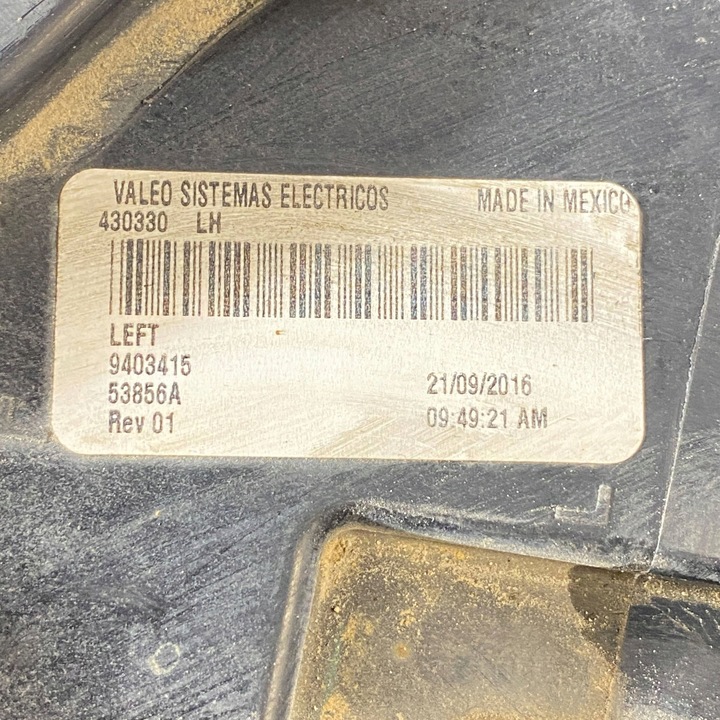 VALEO SISTEMAS ELECTRICOS MADE IN MEXICO
430330 LH
LEFT
9403415
53856A 21/09/2016
Rev 01 09:49:21 AM
L